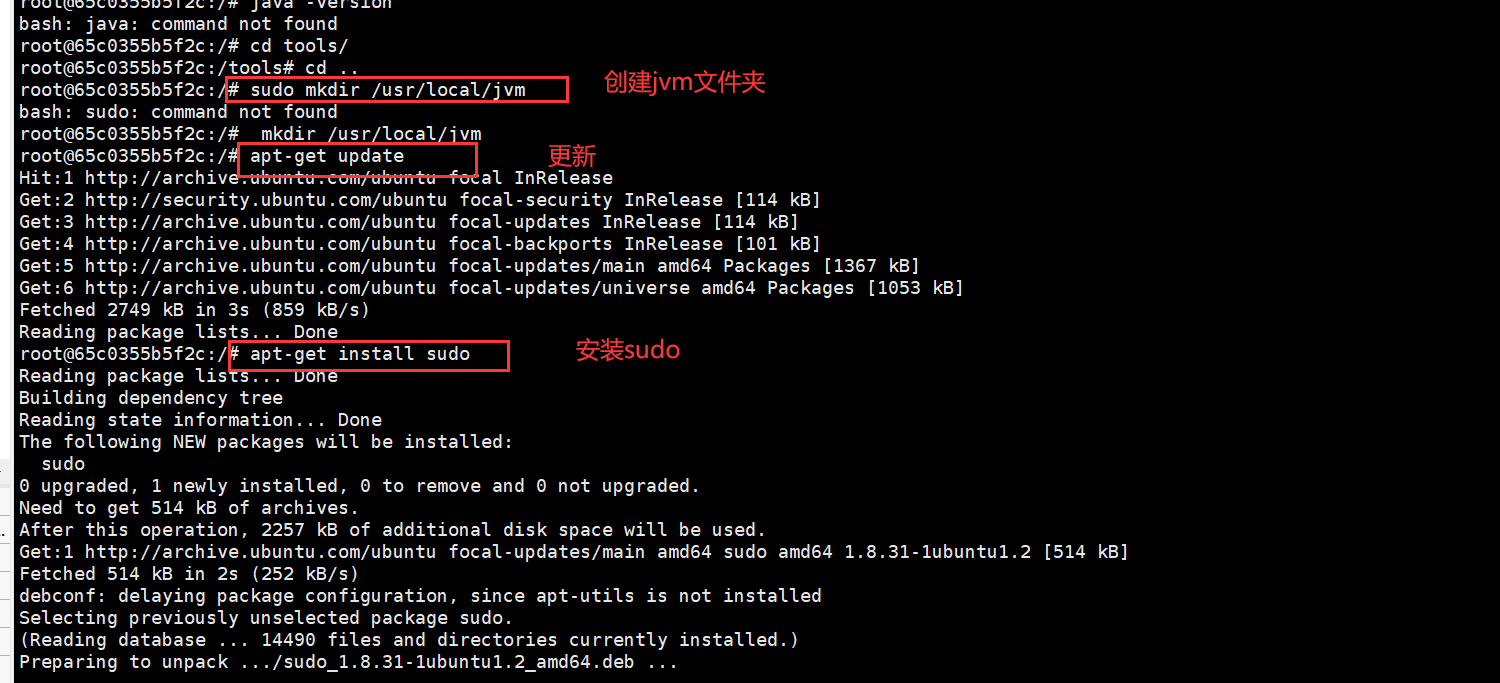 root@65c0355b5f2c:/# java -version
bash: java: command not found
root@65c0355b5f2c:/# cd tools/
root@65c0355b5f2c:/tools# cd ..
root@65c0355b5f2c:/# sudo mkdir /usr/local/jvm 创建jvm文件夹
bash: sudo: command not found
root@65c0355b5f2c:/#  mkdir /usr/local/jvm
root@65c0355b5f2c:/# apt-get update 更新
Hit:1 http://archive.ubuntu.com/ubuntu focal InRelease
Get:2 http://security.ubuntu.com/ubuntu focal-security InRelease [114 kB]
Get:3 http://archive.ubuntu.com/ubuntu focal-updates InRelease [114 kB]
Get:4 http://archive.ubuntu.com/ubuntu focal-backports InRelease [101 kB]
Get:5 http://archive.ubuntu.com/ubuntu focal-updates/main amd64 Packages [1367 kB]
Get:6 http://archive.ubuntu.com/ubuntu focal-updates/universe amd64 Packages [1053 kB]
Fetched 2749 kB in 3s (859 kB/s)
Reading package lists... Done
root@65c0355b5f2c:/# apt-get install sudo 安装sudo
Reading package lists... Done
Building dependency tree
Reading state information... Done
The following NEW packages will be installed:
  sudo
0 upgraded, 1 newly installed, 0 to remove and 0 not upgraded.
Need to get 514 kB of archives.
After this operation, 2257 kB of additional disk space will be used.
Get:1 http://archive.ubuntu.com/ubuntu focal-updates/main amd64 sudo amd64 1.8.31-1ubuntu1.2 [514 kB]
Fetched 514 kB in 2s (252 kB/s)
debconf: delaying package configuration, since apt-utils is not installed
Selecting previously unselected package sudo.
(Reading database ... 14490 files and directories currently installed.)
Preparing to unpack .../sudo_1.8.31-1ubuntu1.2_amd64.deb ...